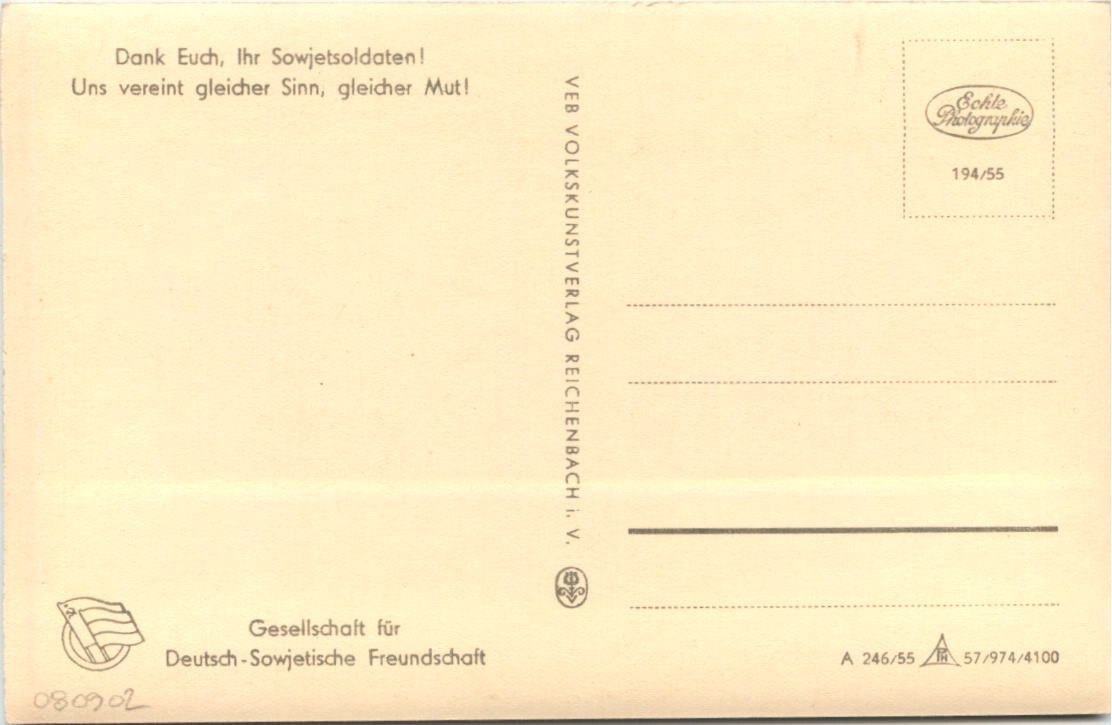 Dank Euch, Ihr Sowjetsoldaten!
Uns vereint gleicher Sinn, gleicher Mut!
VEB VOLKSKUNSTVERLAG REICHENBACH i. V.
Echte
Photographie
194/55
Gesellschaft für
Deutsch-Sowjetische Freundschaft
A 246/55 PH 57/974/4100
080902